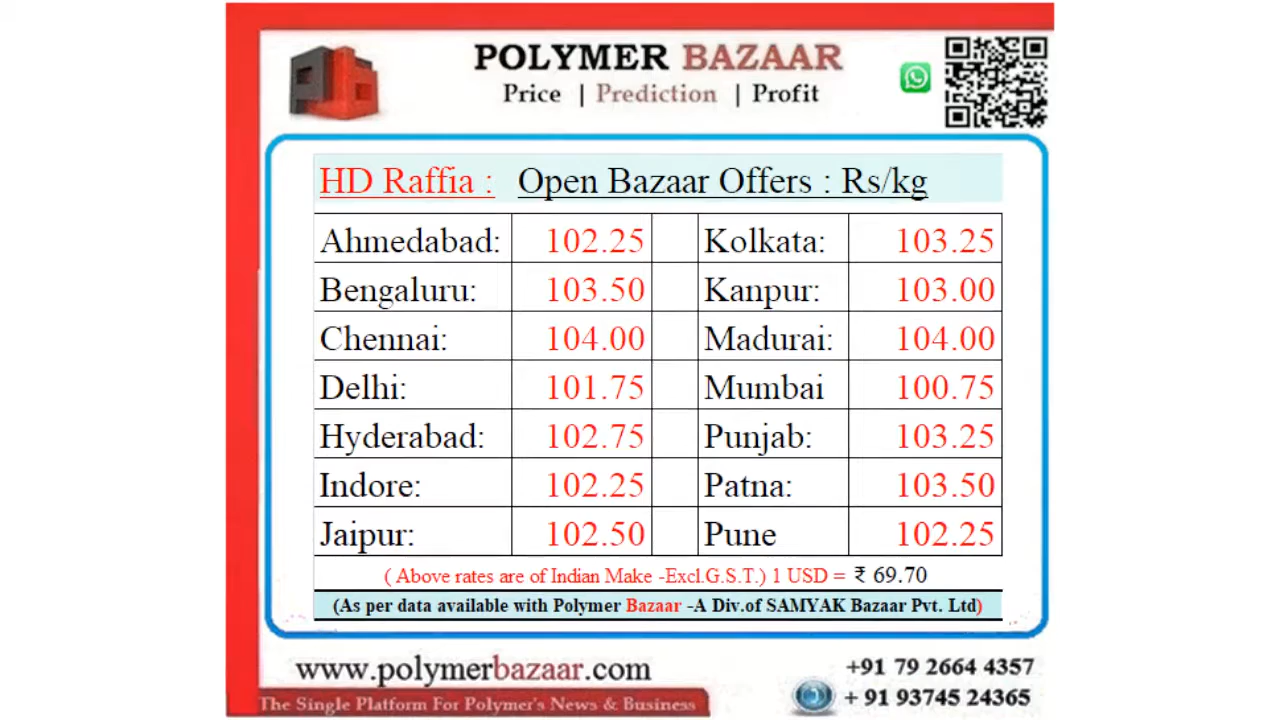 POLYMER BAZAAR
Price | Prediction | Profit
HD Raffia : Open Bazaar Offers : Rs/kg
Ahmedabad: 102.25 Kolkata: 103.25
Bengaluru: 103.50 Kanpur: 103.00
Chennai: 104.00 Madurai: 104.00
Delhi: 101.75 Mumbai 100.75
Hyderabad: 102.75 Punjab: 103.25
Indore: 102.25 Patna: 103.50
Jaipur: 102.50 Pune 102.25
( Above rates are of Indian Make -Excl.G.S.T.) 1 USD = ₹ 69.70
(As per data available with Polymer Bazaar -A Div.of SAMYAK Bazaar Pvt. Ltd)
www.polymerbazaar.com
+91 79 2664 4357
The Single Platform For Polymer's News & Business
+ 91 93745 24365